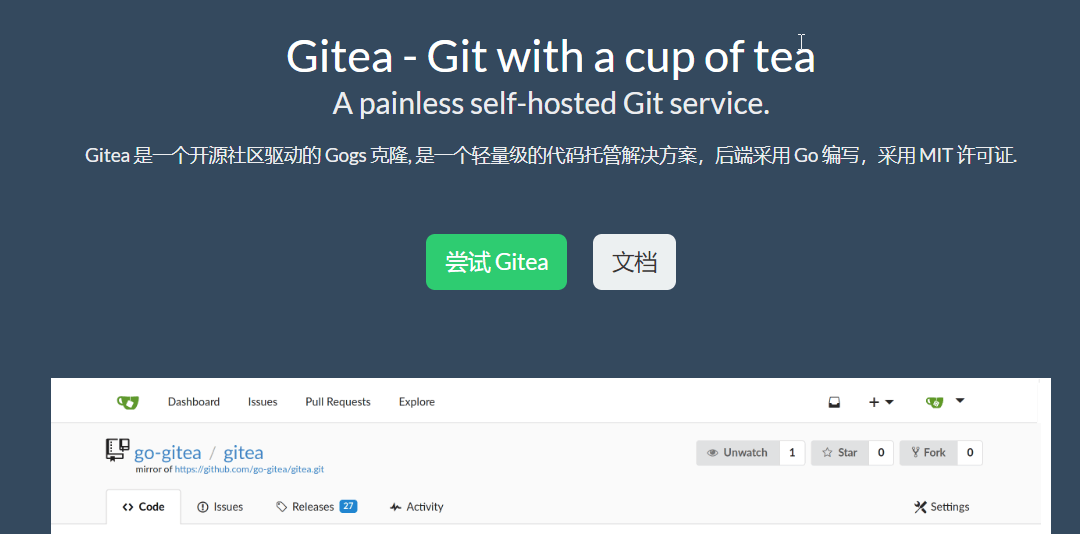 Gitea - Git with a cup of tea
A painless self-hosted Git service.
Gitea 是一个开源社区驱动的 Gogs 克隆, 是一个轻量级的代码托管解决方案，后端采用 Go 编写，采用 MIT 许可证.
尝试 Gitea 文档
Dashboard Issues Pull Requests Explore
go-gitea / gitea Unwatch 1 Star 0 Fork 0
mirror of https://github.com/go-gitea/gitea.git
Code Issues Releases 27 Activity Settings